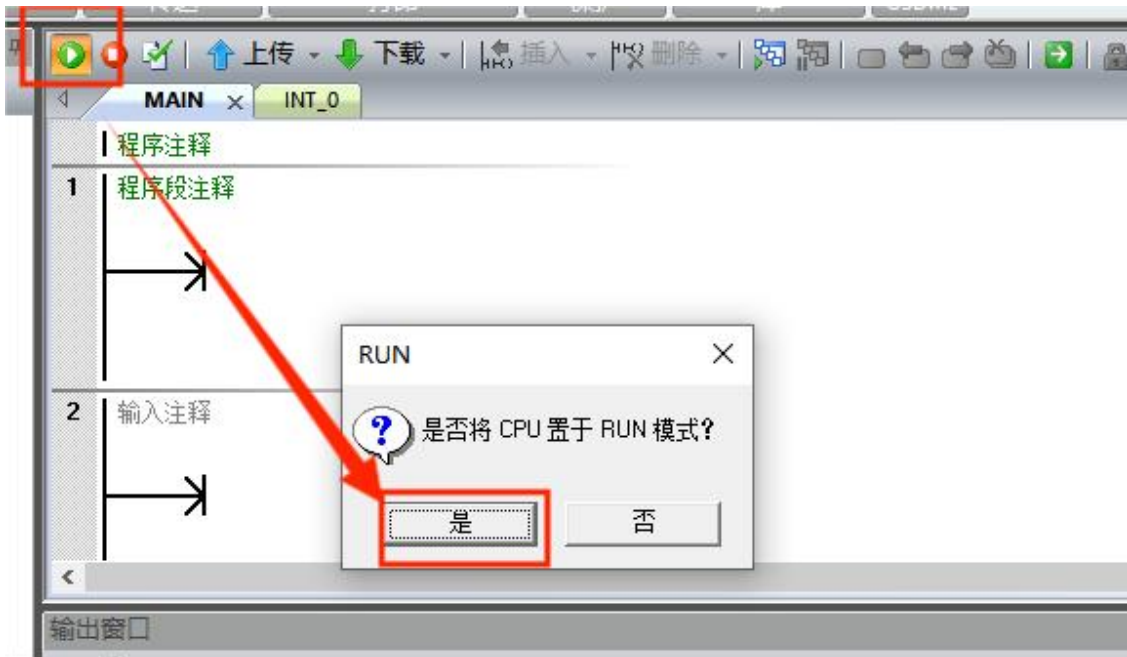 上传 下载 插入 删除
MAIN INT_0
程序注释
1 程序段注释
RUN
是否将 CPU 置于 RUN 模式?
2 输入注释
是 否
输出窗口